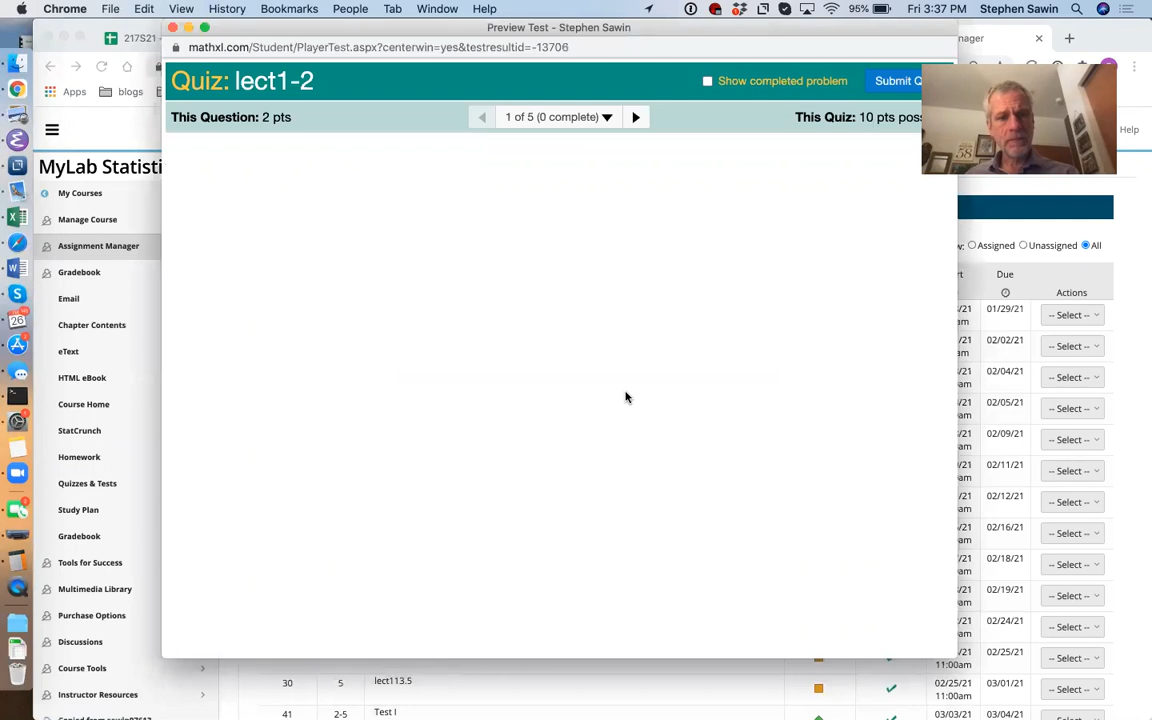 Chrome File Edit View History Bookmarks People Tab Window Help 95% Fri 3:37 PM Stephen Sawin
Preview Test - Stephen Sawin
217S21
mathxl.com/Student/PlayerTest.aspx?centerwin=yes&testresultid=-13706
Apps blogs
Quiz: lect1-2
Show completed problem
Submit Q
This Question: 2 pts
1 of 5 (0 complete)
This Quiz: 10 pts
Help
MyLab
My Courses
Manage Course
Assignment Manager
Gradebook
Email
Chapter Contents
eText
HTML eBook
Course Home
StatCrunch
Homework
Quizzes & Tests
Study Plan
Gradebook
Tools for Success
Multimedia Library
Purchase Options
Discussions
Course Tools
Instructor Resources
Assigned Unassigned All
Due
Actions
01/29/21 -- Select --
02/02/21 -- Select --
02/04/21 -- Select --
02/05/21 -- Select --
02/09/21 -- Select --
02/11/21 -- Select --
02/12/21 -- Select --
02/16/21 -- Select --
02/18/21 -- Select --
02/19/21 -- Select --
02/24/21 -- Select --
02/25/21 -- Select --
11:00am
30 5 lect113.5 02/25/21 11:00am 03/01/21 -- Select --
41 2-5 Test I 03/03/21 03/04/21 -- Select --